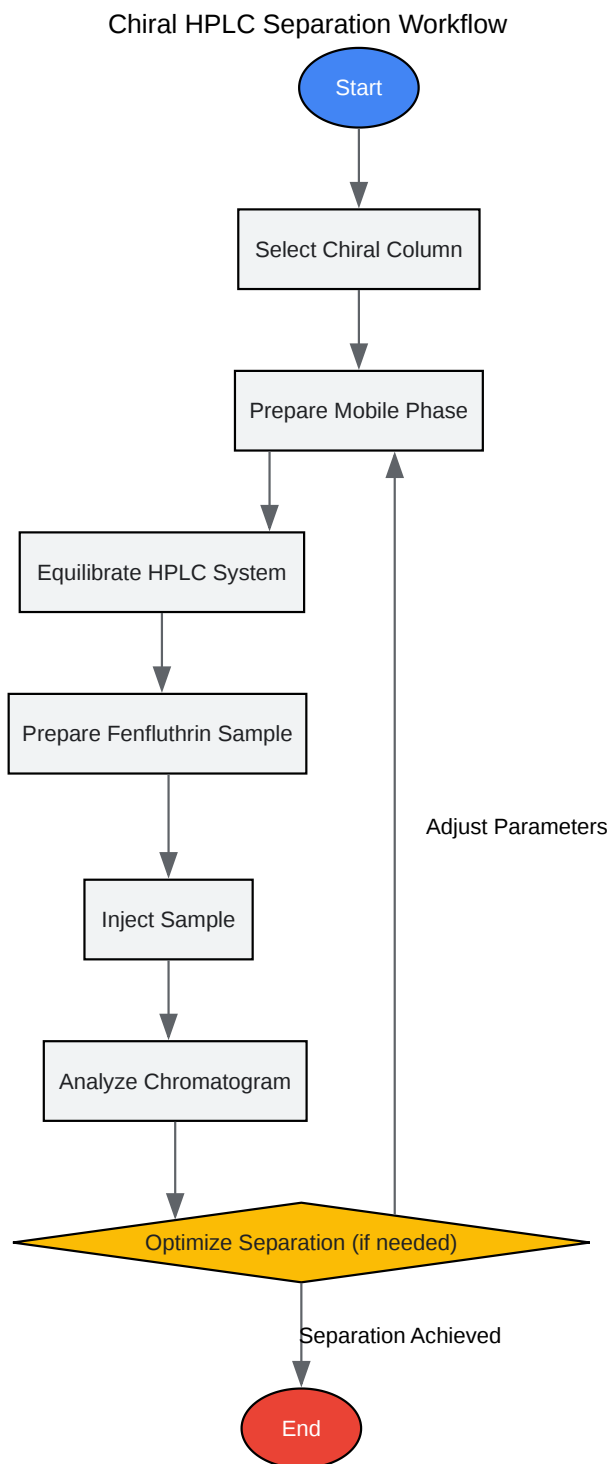 Chiral HPLC Separation Workflow
Start
Select Chiral Column
Prepare Mobile Phase
Equilibrate HPLC System
Prepare Fenfluthrin Sample
Adjust Parameters
Inject Sample
Analyze Chromatogram
Optimize Separation (if needed)
Separation Achieved
End